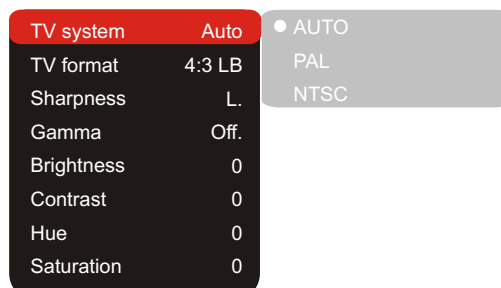 TV system Auto
TV format 4:3 LB
Sharpness L.
Gamma Off.
Brightness 0
Contrast 0
Hue 0
Saturation 0
AUTO
PAL
NTSC